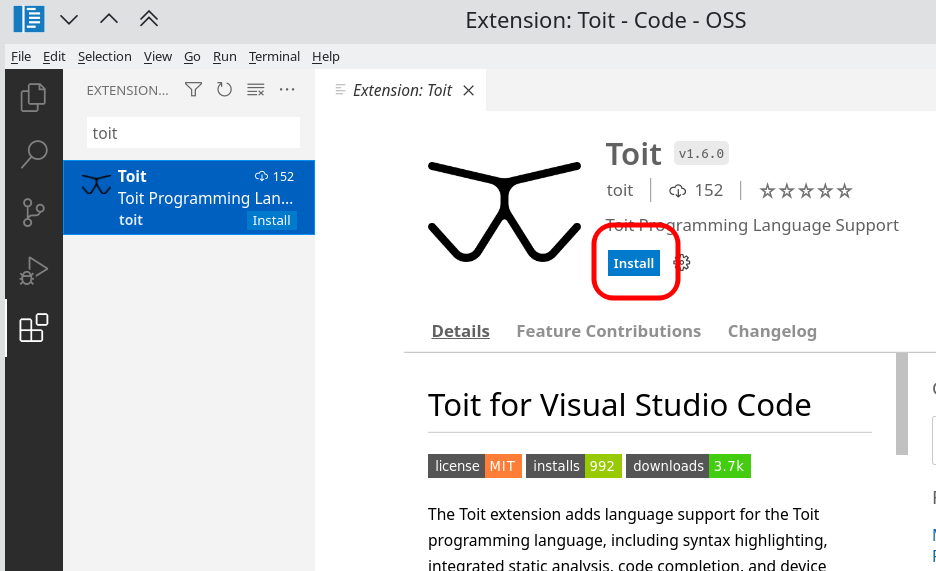 Extension: Toit - Code - OSS
File Edit Selection View Go Run Terminal Help
EXTENSION...
Extension: Toit
toit
Toit 152
Toit Programming Lan...
toit Install
Toit v1.6.0
toit 152
Toit Programming Language Support
Install
Details Feature Contributions Changelog
Toit for Visual Studio Code
license MIT installs 992 downloads 3.7k
The Toit extension adds language support for the Toit
programming language, including syntax highlighting,
integrated static analysis, code completion, and device